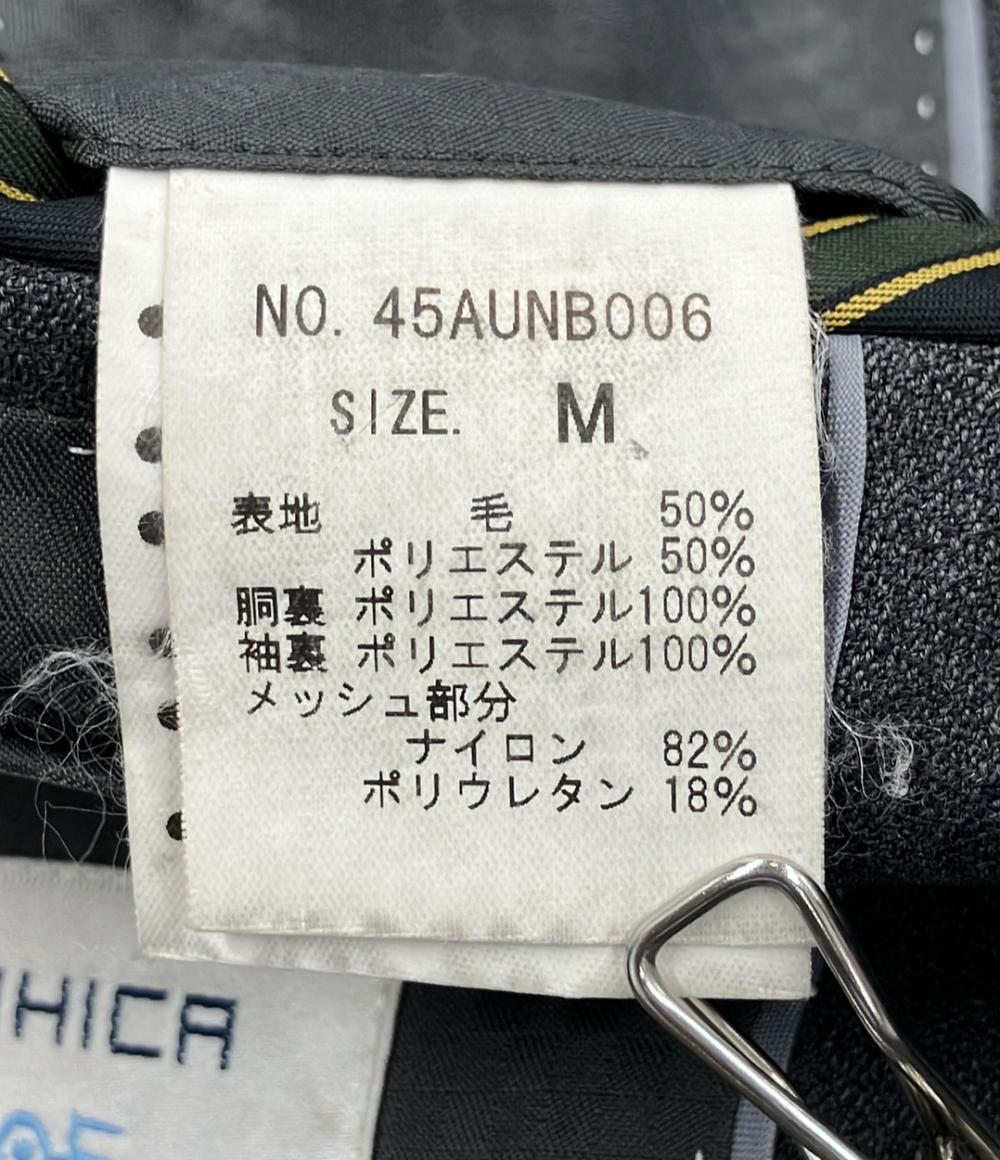 NO. 45AUNB006
SIZE. M
表地 毛 50%
ポリエステル 50%
胴裏 ポリエステル100%
袖裏 ポリエステル100%
メッシュ部分
ナイロン 82%
ポリウレタン 18%
HICA